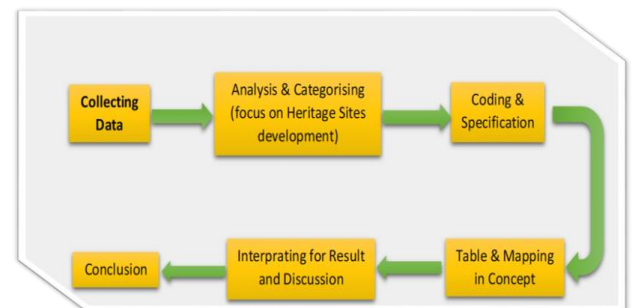 Collecting
Data
Analysis & Categorising
(focus on Heritage Sites
development)
Coding &
Specification
Table & Mapping
in Concept
Interprating for Result
and Discussion
Conclusion